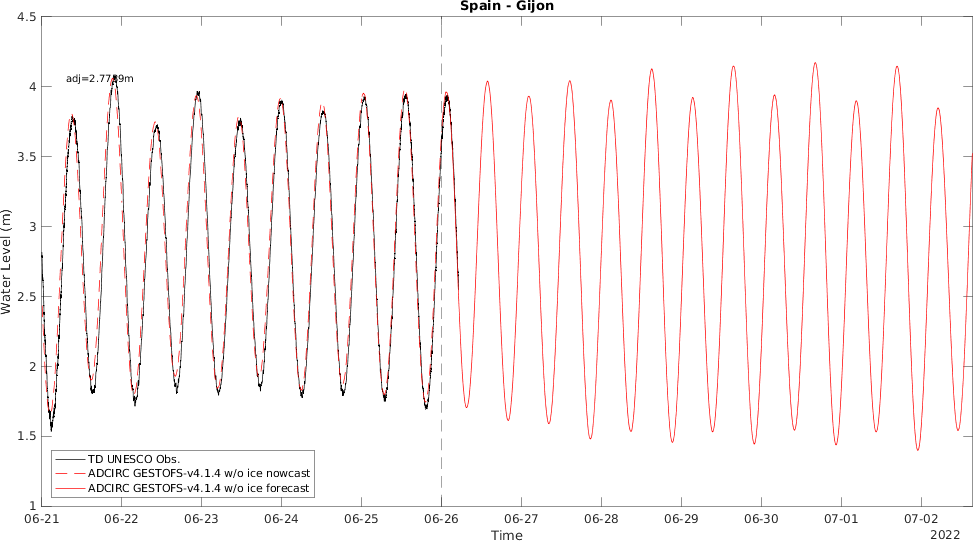 Spain - Gijon
4.5
4
3.5
3
2.5
2
1.5
1
Water Level (m)
TD UNESCO Obs.
ADCIRC GESTOFS-v4.1.4 w/o ice nowcast
ADCIRC GESTOFS-v4.1.4 w/o ice forecast
06-21 06-22 06-23 06-24 06-25 06-26 06-27 06-28 06-29 06-30 07-01 07-02
Time
2022